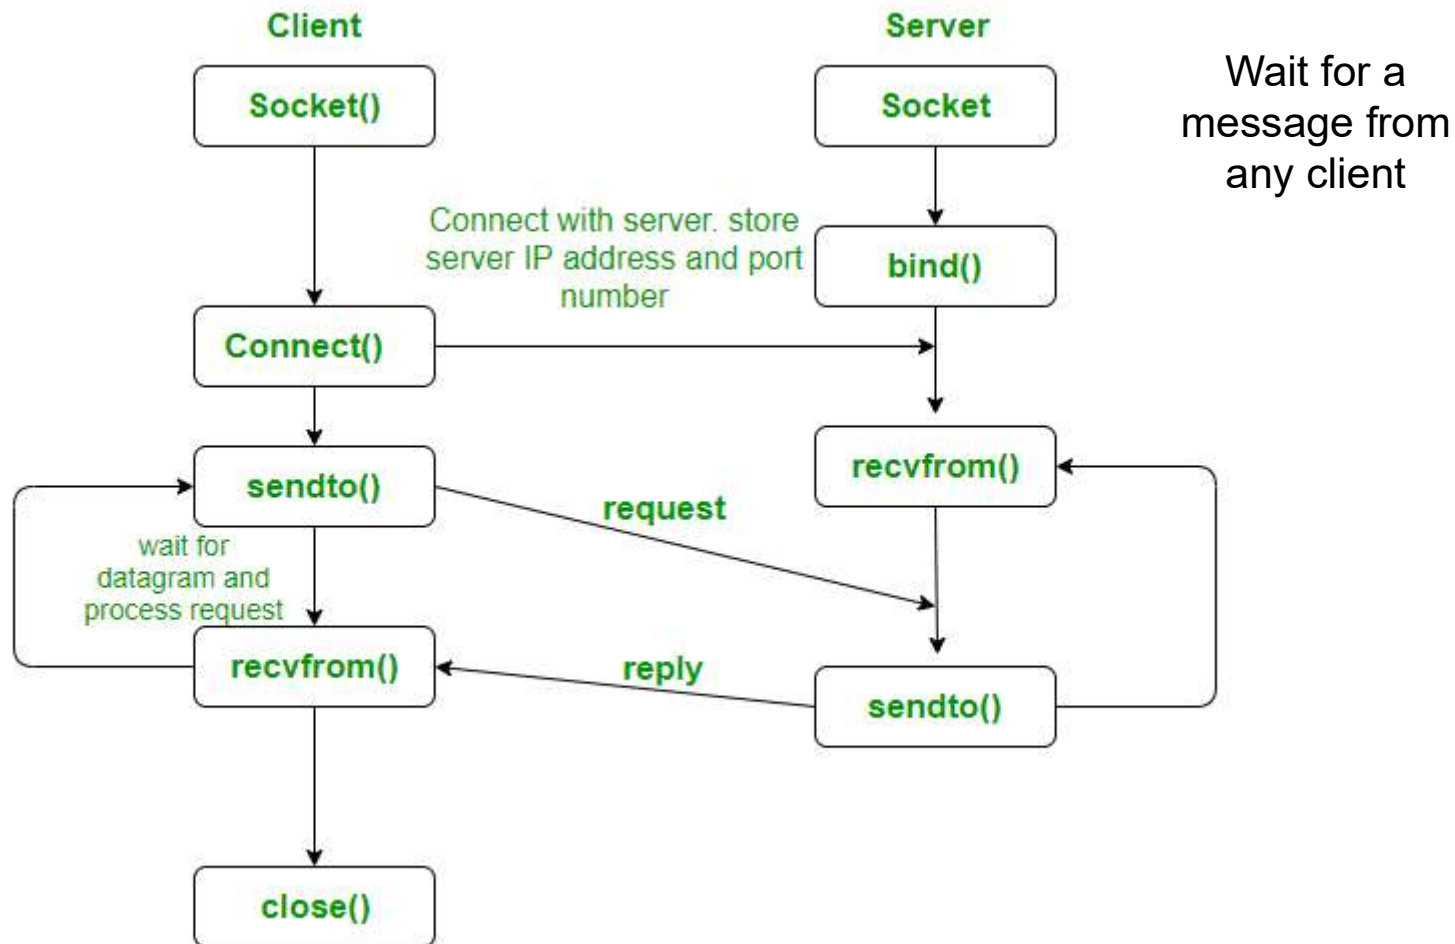 Client
Server
Socket()
Socket
Wait for a
message from
any client
Connect with server. store
server IP address and port
number
bind()
Connect()
recvfrom()
sendto()
request
wait for
datagram and
process request
recvfrom()
reply
sendto()
close()